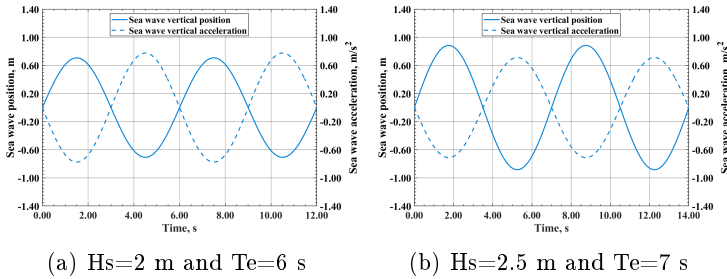 Sea wave vertical position
Sea wave vertical acceleration
1.40
1.00
0.60
0.20
-0.20
-0.60
-1.00
-1.40
Sea wave position, m
1.40
1.00
0.60
0.20
-0.20
-0.60
-1.00
-1.40
Sea wave acceleration, m/s²
0.00 2.00 4.00 6.00 8.00 10.00 12.00
Time, s
(a) Hs=2 m and Te=6 s
Sea wave vertical position
Sea wave vertical acceleration
1.40
1.00
0.60
0.20
-0.20
-0.60
-1.00
-1.40
Sea wave position, m
1.40
1.00
0.60
0.20
-0.20
-0.60
-1.00
-1.40
Sea wave acceleration, m/s²
0.00 2.00 4.00 6.00 8.00 10.00 12.00 14.00
Time, s
(b) Hs=2.5 m and Te=7 s